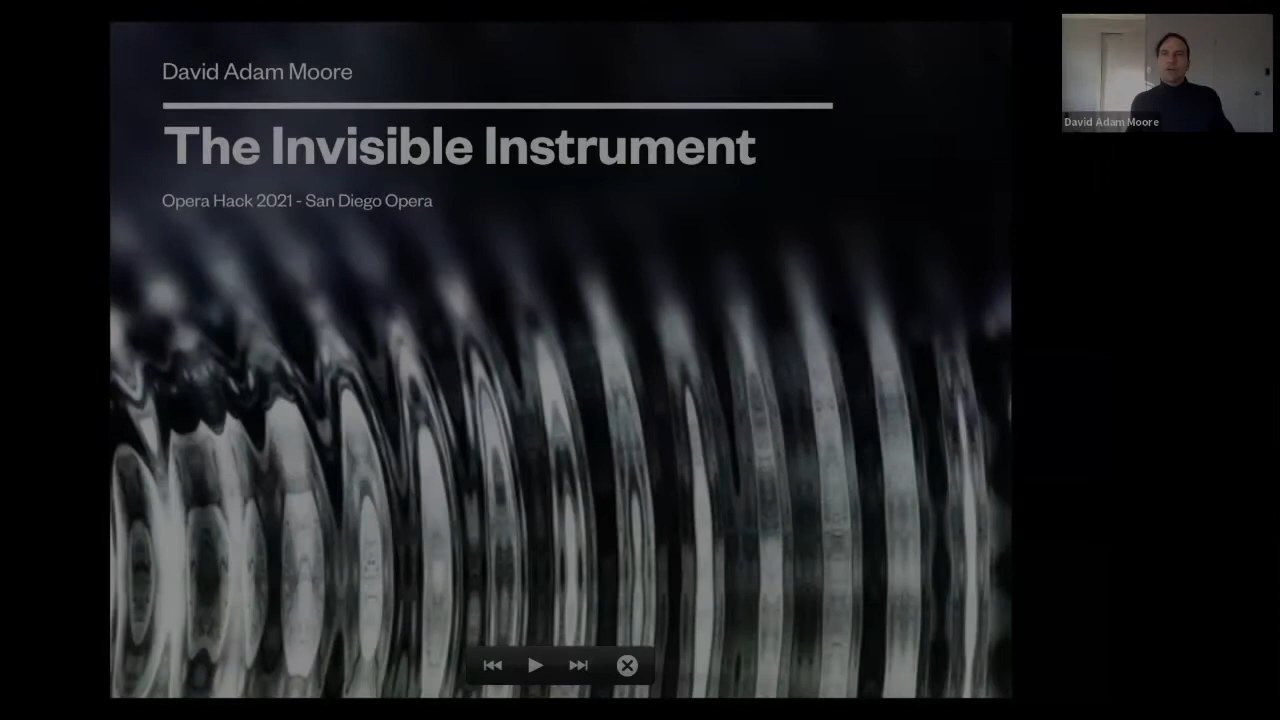 David Adam Moore
The Invisible Instrument
Opera Hack 2021 - San Diego Opera
David Adam Moore